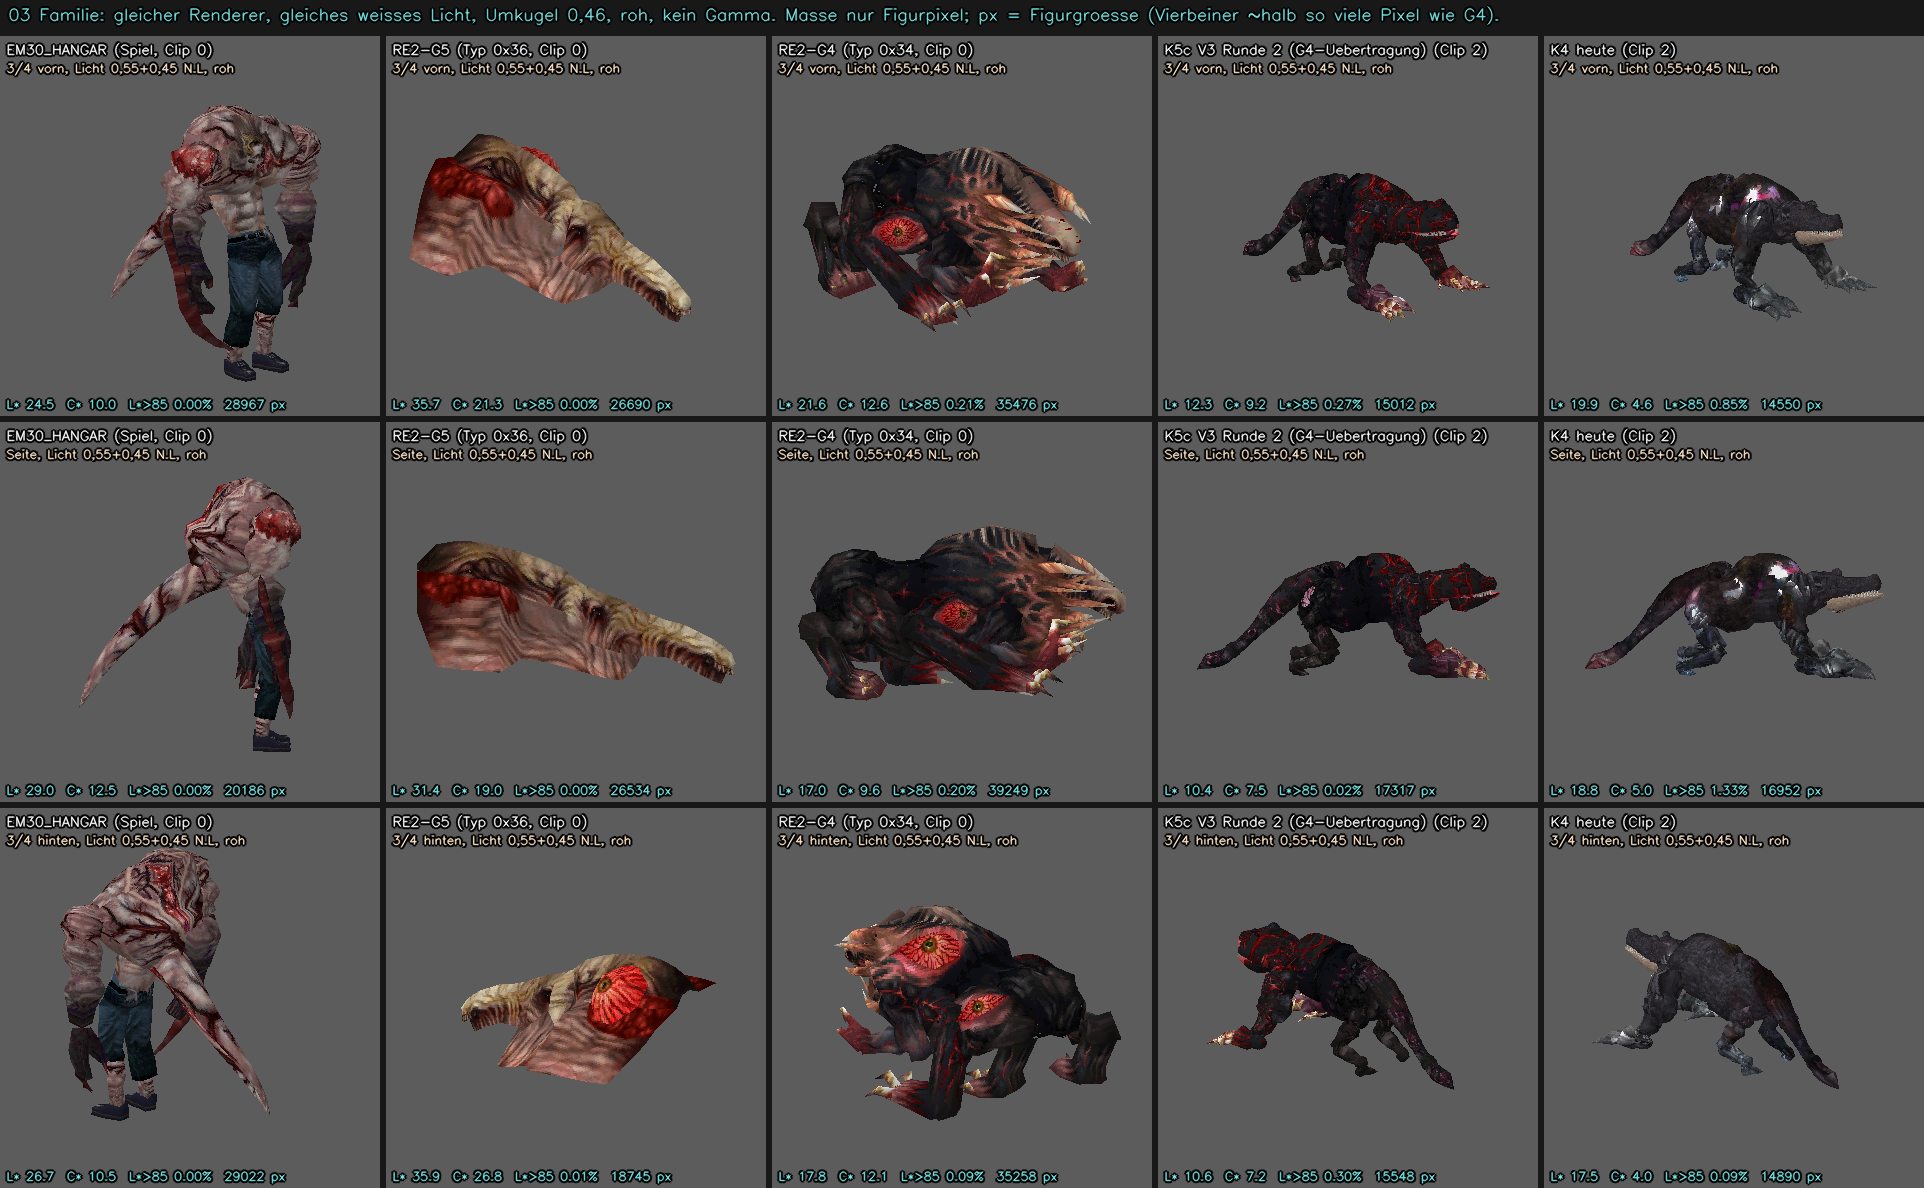 03 Familie: gleicher Renderer, gleiches weisses Licht, Umkugel 0,46, roh, kein Gamma. Masse nur Figurpixel; px = Figurgroesse (Vierbeiner ~halb so viele Pixel wie G4).
EM30_HANGAR (Spiel, Clip 0)
3/4 vorn, Licht 0,55+0,45 N.L, roh
L* 24.5 C* 10.0 L*>85 0.00% 28967 px
RE2-G5 (Typ 0x36, Clip 0)
3/4 vorn, Licht 0,55+0,45 N.L, roh
L* 35.7 C* 21.3 L*>85 0.00% 26690 px
RE2-G4 (Typ 0x34, Clip 0)
3/4 vorn, Licht 0,55+0,45 N.L, roh
L* 21.6 C* 12.6 L*>85 0.21% 35476 px
K5c V3 Runde 2 (G4-Uebertragung) (Clip 2)
3/4 vorn, Licht 0,55+0,45 N.L, roh
L* 12.3 C* 9.2 L*>85 0.27% 15012 px
K4 heute (Clip 2)
3/4 vorn, Licht 0,55+0,45 N.L, roh
L* 19.9 C* 4.6 L*>85 0.85% 14550 px
EM30_HANGAR (Spiel, Clip 0)
Seite, Licht 0,55+0,45 N.L, roh
L* 29.0 C* 12.5 L*>85 0.00% 20186 px
RE2-G5 (Typ 0x36, Clip 0)
Seite, Licht 0,55+0,45 N.L, roh
L* 31.4 C* 19.0 L*>85 0.00% 26534 px
RE2-G4 (Typ 0x34, Clip 0)
Seite, Licht 0,55+0,45 N.L, roh
L* 17.0 C* 9.6 L*>85 0.20% 39249 px
K5c V3 Runde 2 (G4-Uebertragung) (Clip 2)
Seite, Licht 0,55+0,45 N.L, roh
L* 10.4 C* 7.5 L*>85 0.02% 17317 px
K4 heute (Clip 2)
Seite, Licht 0,55+0,45 N.L, roh
L* 18.8 C* 5.0 L*>85 1.33% 16952 px
EM30_HANGAR (Spiel, Clip 0)
3/4 hinten, Licht 0,55+0,45 N.L, roh
L* 26.7 C* 10.5 L*>85 0.00% 29022 px
RE2-G5 (Typ 0x36, Clip 0)
3/4 hinten, Licht 0,55+0,45 N.L, roh
L* 35.9 C* 26.8 L*>85 0.01% 18745 px
RE2-G4 (Typ 0x34, Clip 0)
3/4 hinten, Licht 0,55+0,45 N.L, roh
L* 17.8 C* 12.1 L*>85 0.09% 35258 px
K5c V3 Runde 2 (G4-Uebertragung) (Clip 2)
3/4 hinten, Licht 0,55+0,45 N.L, roh
L* 10.6 C* 7.2 L*>85 0.30% 15548 px
K4 heute (Clip 2)
3/4 hinten, Licht 0,55+0,45 N.L, roh
L* 17.5 C* 4.0 L*>85 0.09% 14890 px